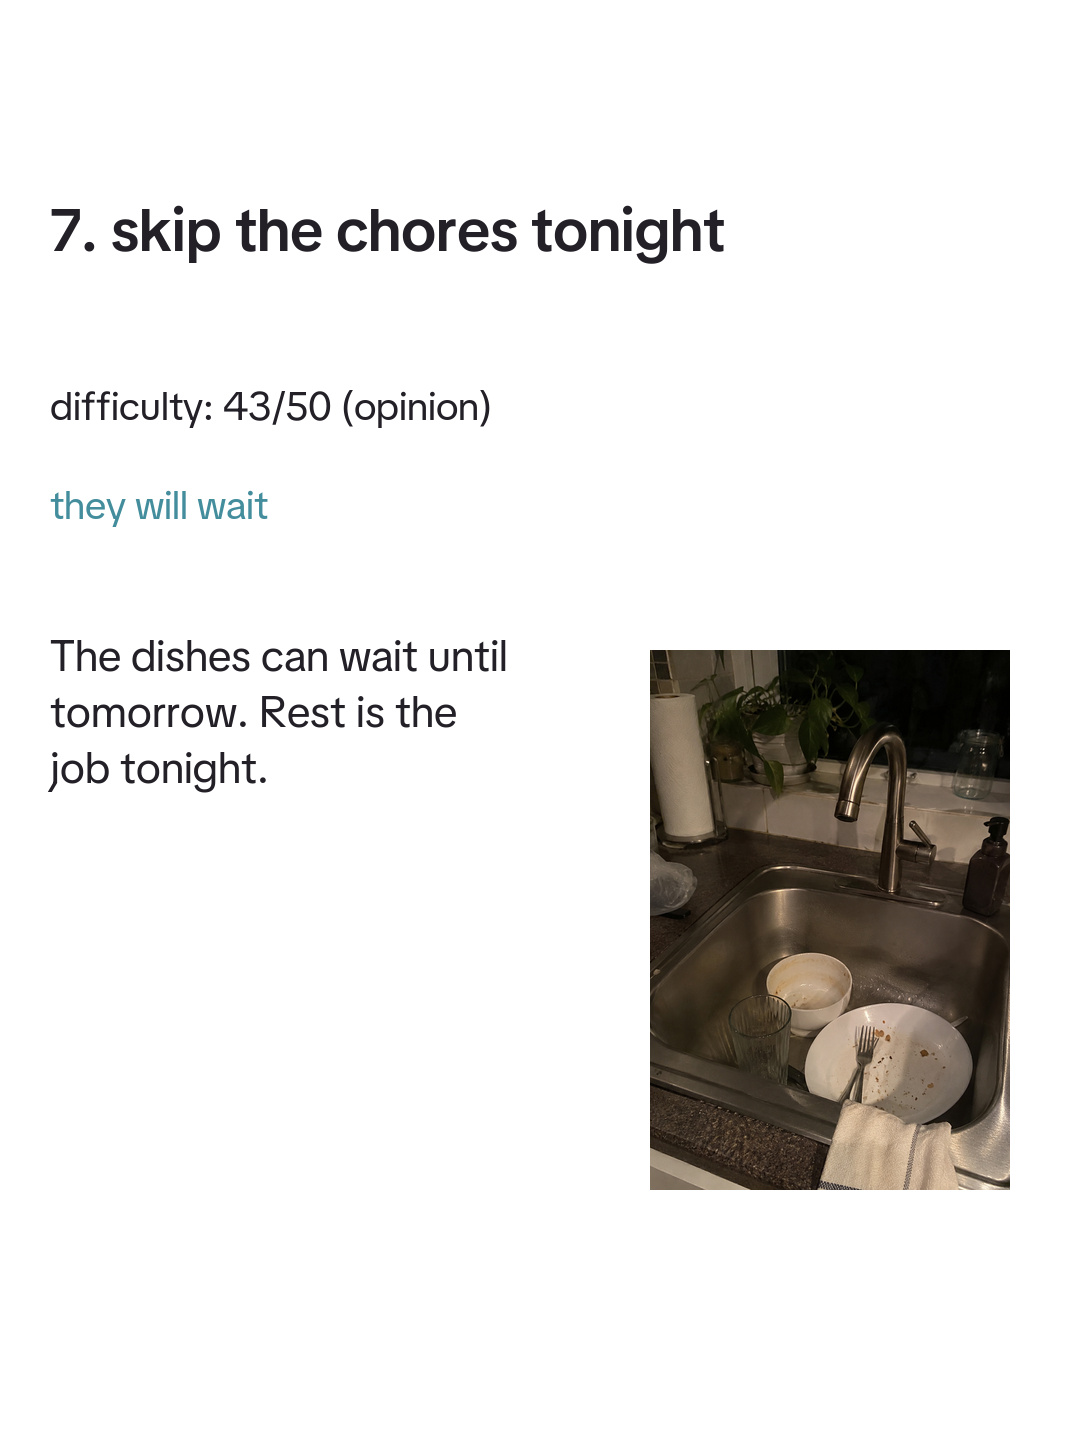 7. skip the chores tonight
difficulty: 43/50 (opinion)
they will wait
The dishes can wait until
tomorrow. Rest is the
job tonight.